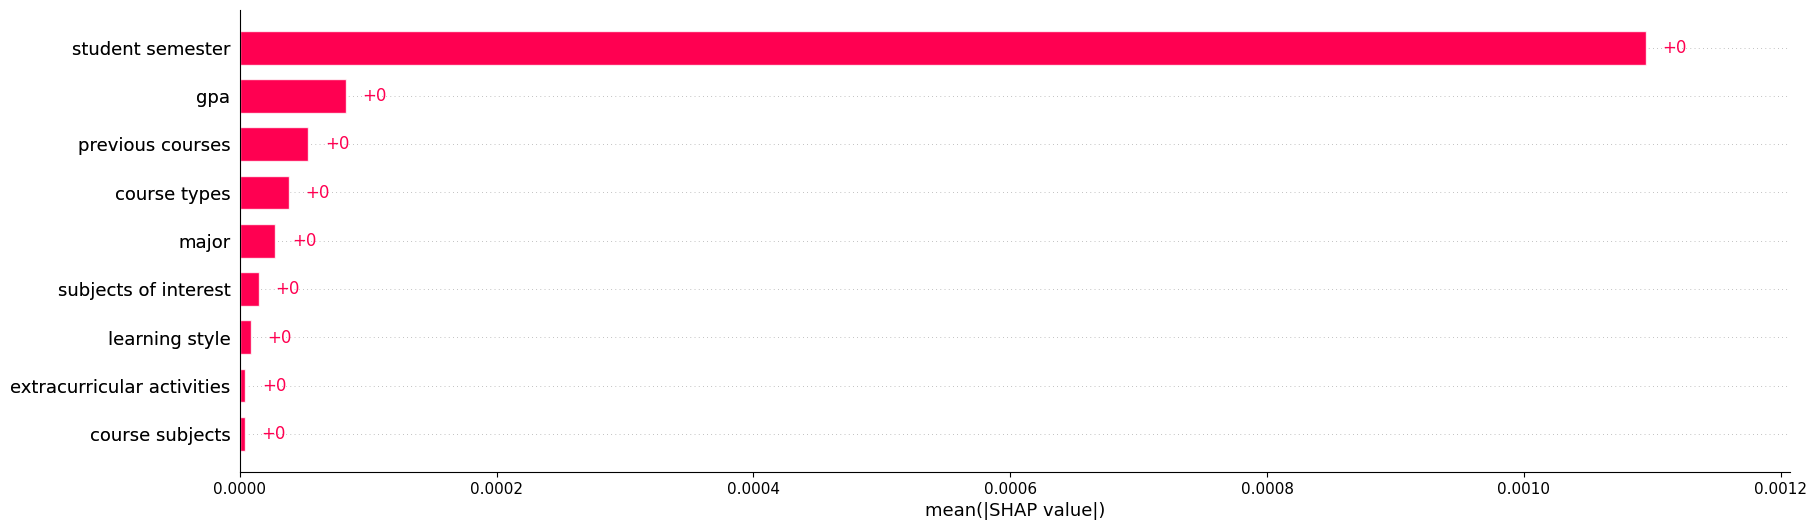 student semester +0
gpa +0
previous courses +0
course types +0
major +0
subjects of interest +0
learning style +0
extracurricular activities +0
course subjects +0
0.0000 0.0002 0.0004 0.0006 0.0008 0.0010 0.0012
mean(|SHAP value|)